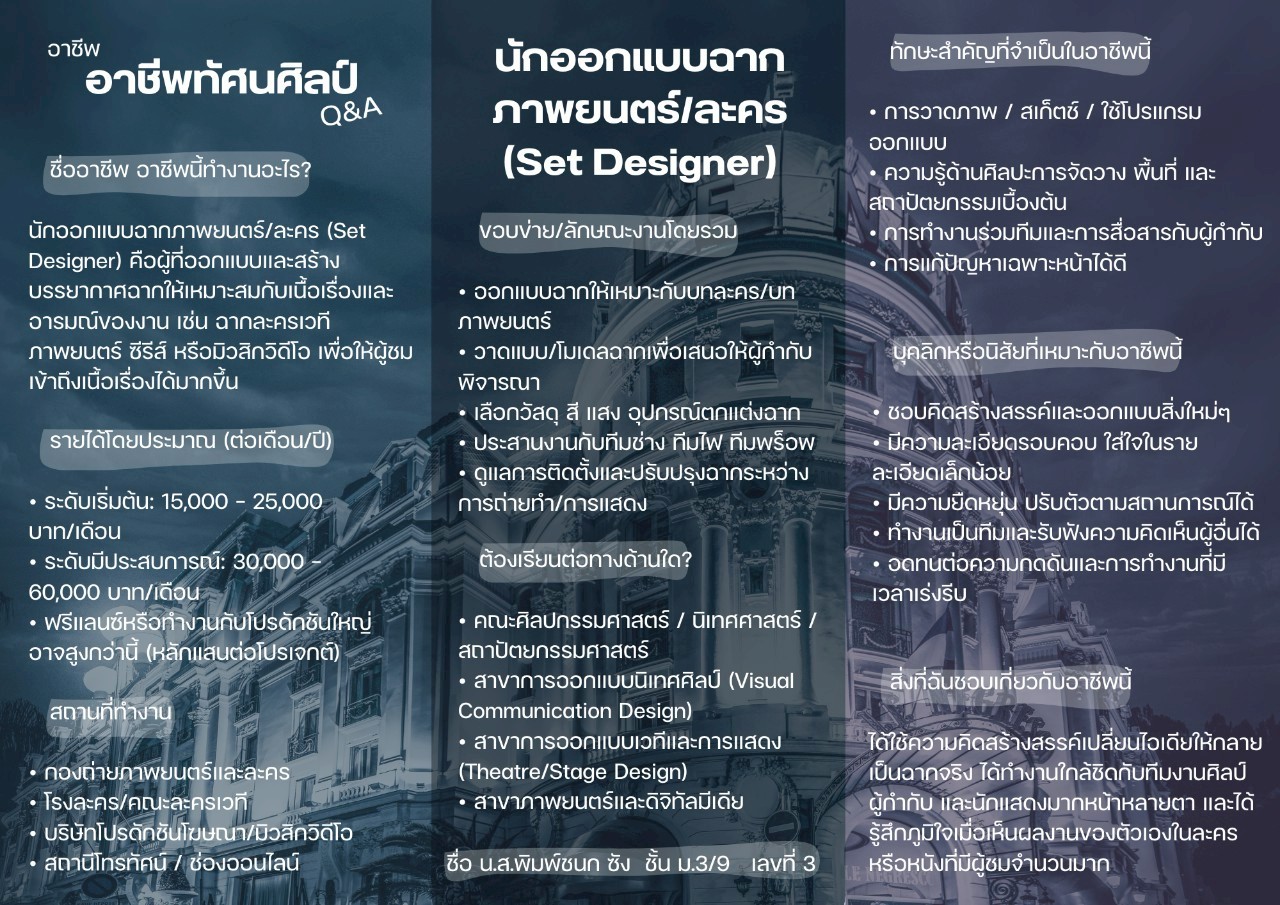 อาชีพ
อาชีพทัศนศิลป์
Q&A
ชื่ออาชีพ อาชีพนี้ทำงานอะไร?
นักออกแบบฉากภาพยนตร์/ละคร (Set
Designer) คือผู้ที่ออกแบบและสร้าง
บรรยากาศฉากให้เหมาะสมกับเนื้อเรื่องและ
อารมณ์ของงาน เช่น ฉากละครเวที
ภาพยนตร์ ซีรีส์ หรือมิวสิกวิดีโอ เพื่อให้ผู้ชม
เข้าถึงเนื้อเรื่องได้มากขึ้น
รายได้โดยประมาณ (ต่อเดือน/ปี)
• ระดับเริ่มต้น: 15,000 – 25,000
บาท/เดือน
• ระดับมีประสบการณ์: 30,000 –
60,000 บาท/เดือน
• ฟรีแลนซ์หรือทำงานกับโปรดักชันใหญ่
อาจสูงกว่านี้ (หลักแสนต่อโปรเจกต์)
สถานที่ทำงาน
• กองถ่ายภาพยนตร์และละคร
• โรงละคร/คณะละครเวที
• บริษัทโปรดักชันโฆษณา/มิวสิกวิดีโอ
• สถานีโทรทัศน์ / ช่องออนไลน์
นักออกแบบฉาก
ภาพยนตร์/ละคร
(Set Designer)
ขอบข่าย/ลักษณะงานโดยรวม
• ออกแบบฉากให้เหมาะกับบทละคร/บท
ภาพยนตร์
• วาดแบบ/โมเดลฉากเพื่อเสนอให้ผู้กำกับ
พิจารณา
• เลือกวัสดุ สี แสง อุปกรณ์ตกแต่งฉาก
• ประสานงานกับทีมช่าง ทีมไฟ ทีมพร็อพ
• ดูแลการติดตั้งและปรับปรุงฉากระหว่าง
การถ่ายทำ/การแสดง
ต้องเรียนต่อทางด้านใด?
• คณะศิลปกรรมศาสตร์ / นิเทศศาสตร์ /
สถาปัตยกรรมศาสตร์
• สาขาการออกแบบนิเทศศิลป์ (Visual
Communication Design)
• สาขาการออกแบบเวทีและการแสดง
(Theatre/Stage Design)
• สาขาภาพยนตร์และดิจิทัลมีเดีย
ชื่อ น.ส.พิมพ์ชนก ซัง ชั้น ม.3/9 เลขที่ 3
ทักษะสำคัญที่จำเป็นในอาชีพนี้
• การวาดภาพ / สเก็ตช์ / ใช้โปรแกรม
ออกแบบ
• ความรู้ด้านศิลปะการจัดวาง พื้นที่ และ
สถาปัตยกรรมเบื้องต้น
• การทำงานร่วมทีมและการสื่อสารกับผู้กำกับ
• การแก้ปัญหาเฉพาะหน้าได้ดี
บุคลิกหรือนิสัยที่เหมาะกับอาชีพนี้
• ชอบคิดสร้างสรรค์และออกแบบสิ่งใหม่ๆ
• มีความละเอียดรอบคอบ ใส่ใจในราย
ละเอียดเล็กน้อย
• มีความยืดหยุ่น ปรับตัวตามสถานการณ์ได้
• ทำงานเป็นทีมและรับฟังความคิดเห็นผู้อื่นได้
• อดทนต่อความกดดันและการทำงานที่มี
เวลาเร่งรีบ
สิ่งที่ฉันชอบเกี่ยวกับอาชีพนี้
ได้ใช้ความคิดสร้างสรรค์เปลี่ยนไอเดียให้กลาย
เป็นฉากจริง ได้ทำงานใกล้ชิดกับทีมงานศิลป์
ผู้กำกับ และนักแสดงมากหน้าหลายตา และได้
รู้สึกภูมิใจเมื่อเห็นผลงานของตัวเองในละคร
หรือหนังที่มีผู้ชมจำนวนมาก